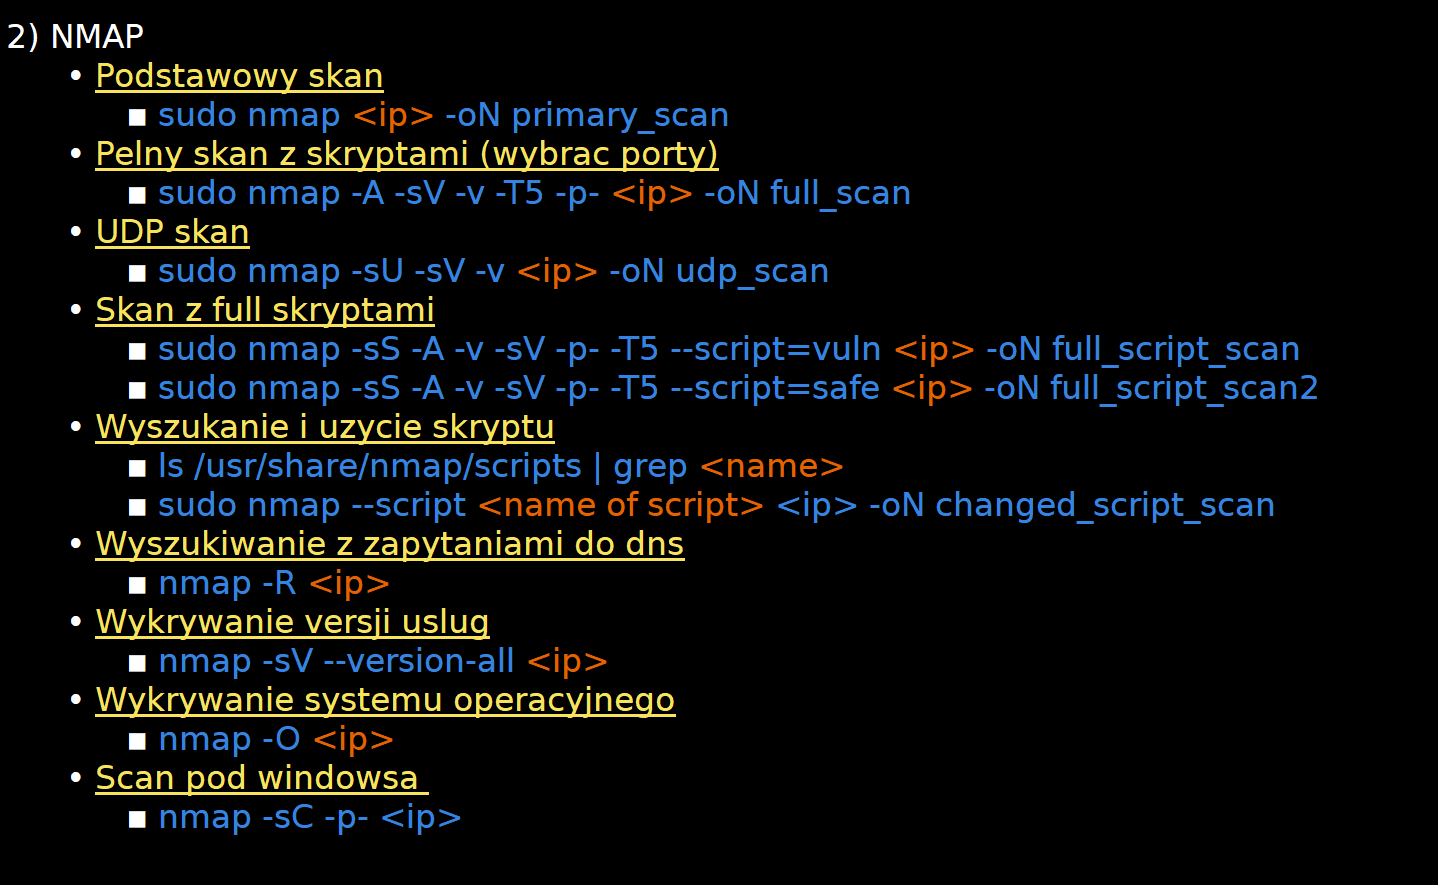 2) NMAP
• Podstawowy skan
▪ sudo nmap <ip> -oN primary_scan
• Pelny skan z skryptami (wybrac porty)
▪ sudo nmap -A -sV -v -T5 -p- <ip> -oN full_scan
• UDP skan
▪ sudo nmap -sU -sV -v <ip> -oN udp_scan
• Skan z full skryptami
▪ sudo nmap -sS -A -v -sV -p- -T5 --script=vuln <ip> -oN full_script_scan
▪ sudo nmap -sS -A -v -sV -p- -T5 --script=safe <ip> -oN full_script_scan2
• Wyszukanie i uzycie skryptu
▪ ls /usr/share/nmap/scripts | grep <name>
▪ sudo nmap --script <name of script> <ip> -oN changed_script_scan
• Wyszukiwanie z zapytaniami do dns
▪ nmap -R <ip>
• Wykrywanie versji uslug
▪ nmap -sV --version-all <ip>
• Wykrywanie systemu operacyjnego
▪ nmap -O <ip>
• Scan pod windowsa
▪ nmap -sC -p- <ip>